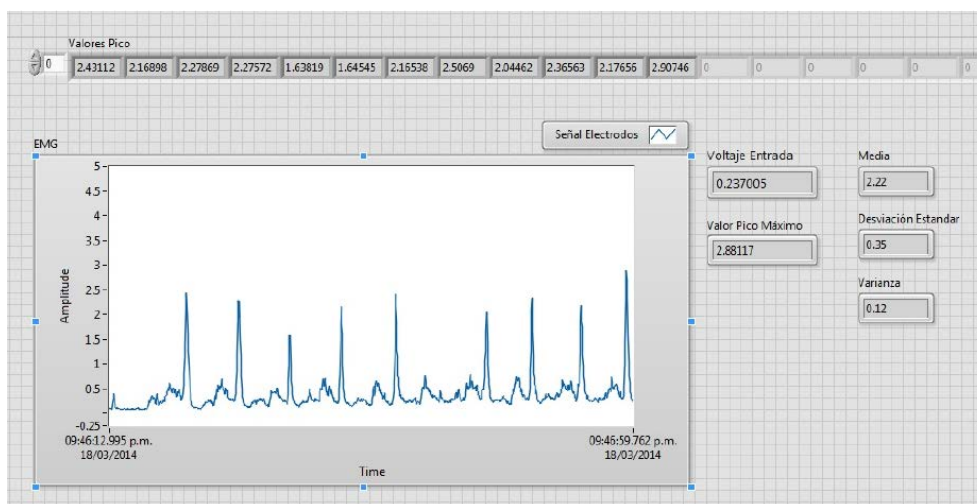 Valores Pico
0 2.43112 2.16898 2.27869 2.27572 1.63819 1.64545 2.15538 2.5069 2.04462 2.36563 2.17656 2.90746 0 0 0 0 0 0
Señal Electrodos
EMG
Voltaje Entrada
0.237005
Media
2.22
Valor Pico Máximo
2.88117
Desviación Estandar
0.35
Varianza
0.12
Amplitude
5
4.5
4
3.5
3
2.5
2
1.5
1
0.5
-0.25
09:46:12.995 p.m.
18/03/2014
09:46:59.762 p.m.
18/03/2014
Time